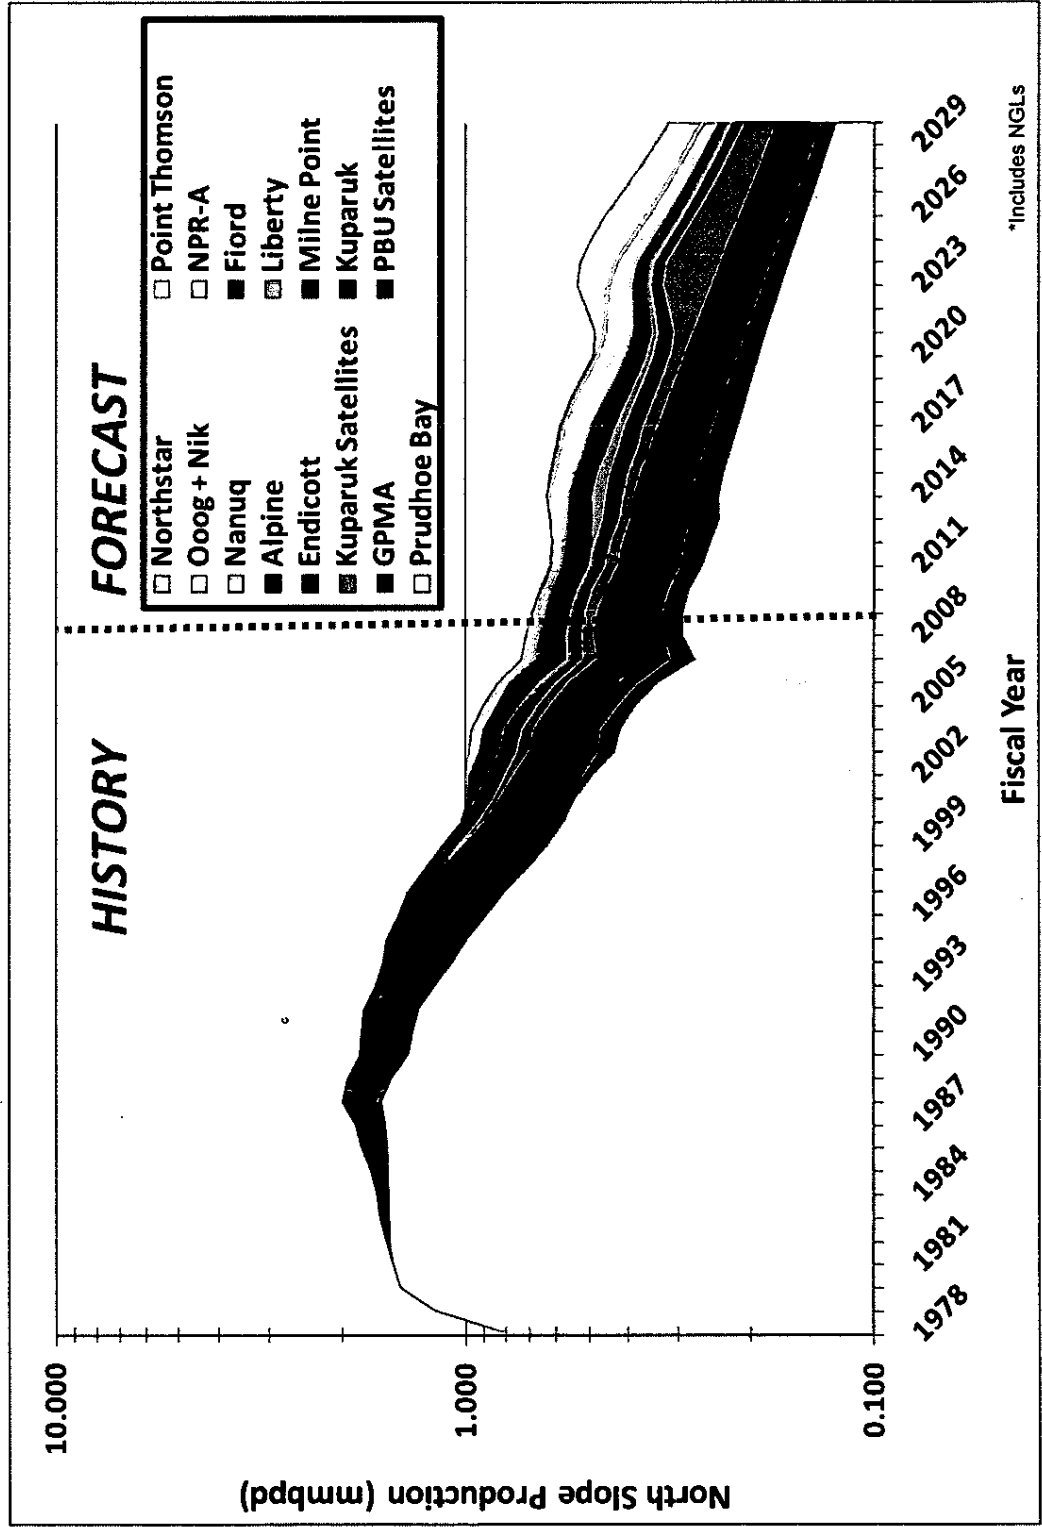 HISTORY
FORECAST
Northstar
Point Thomson
Ooog + Nik
NPR-A
Nanuq
Fiord
Alpine
Liberty
Endicott
Milne Point
Kuparuk Satellites
Kuparuk
GPMA
PBU Satellites
Prudhoe Bay
North Slope Production (mmbpd)
10.000
1.000
0.100
1978
1981
1984
1987
1990
1993
1996
1999
2002
2005
2008
2011
2014
2017
2020
2023
2026
2029
Fiscal Year
*Includes NGLs